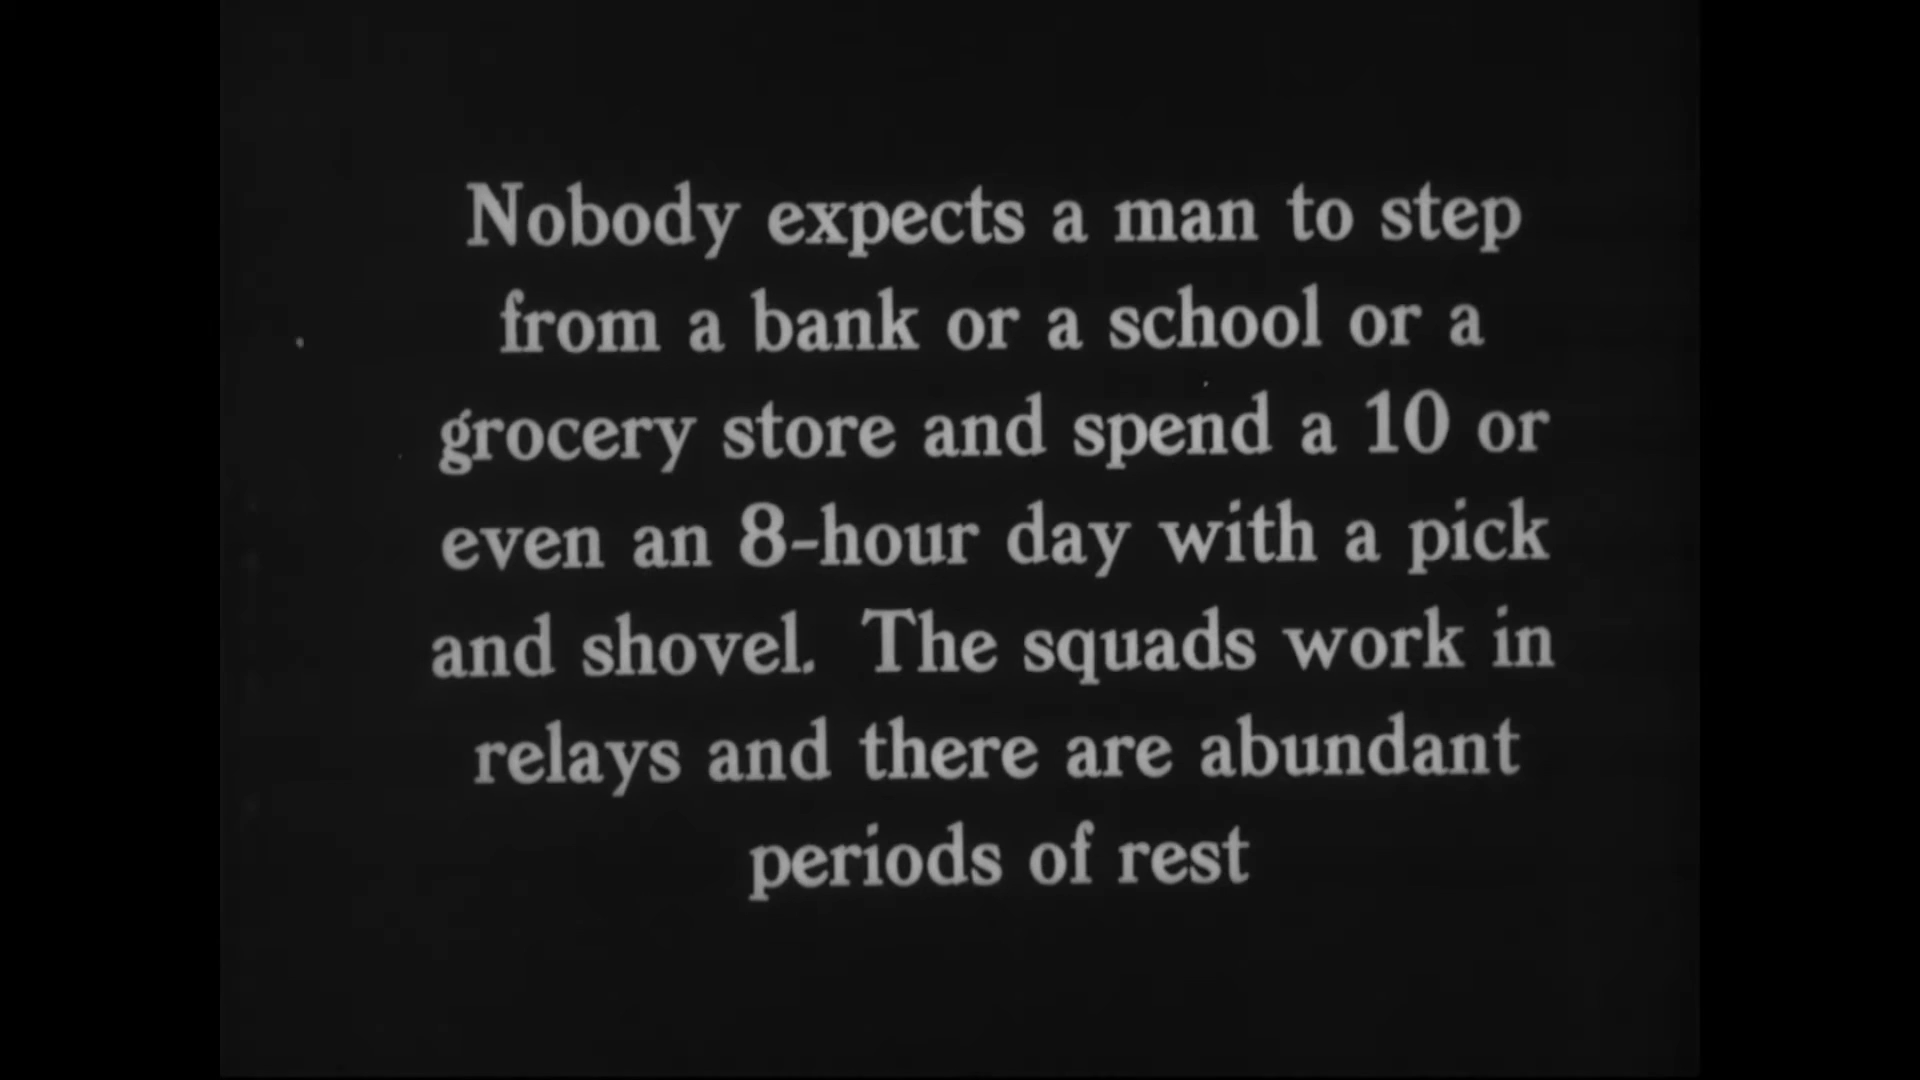 Nobody expects a man to step
from a bank or a school or a
grocery store and spend a 10 or
even an 8-hour day with a pick
and shovel. The squads work in
relays and there are abundant
periods of rest